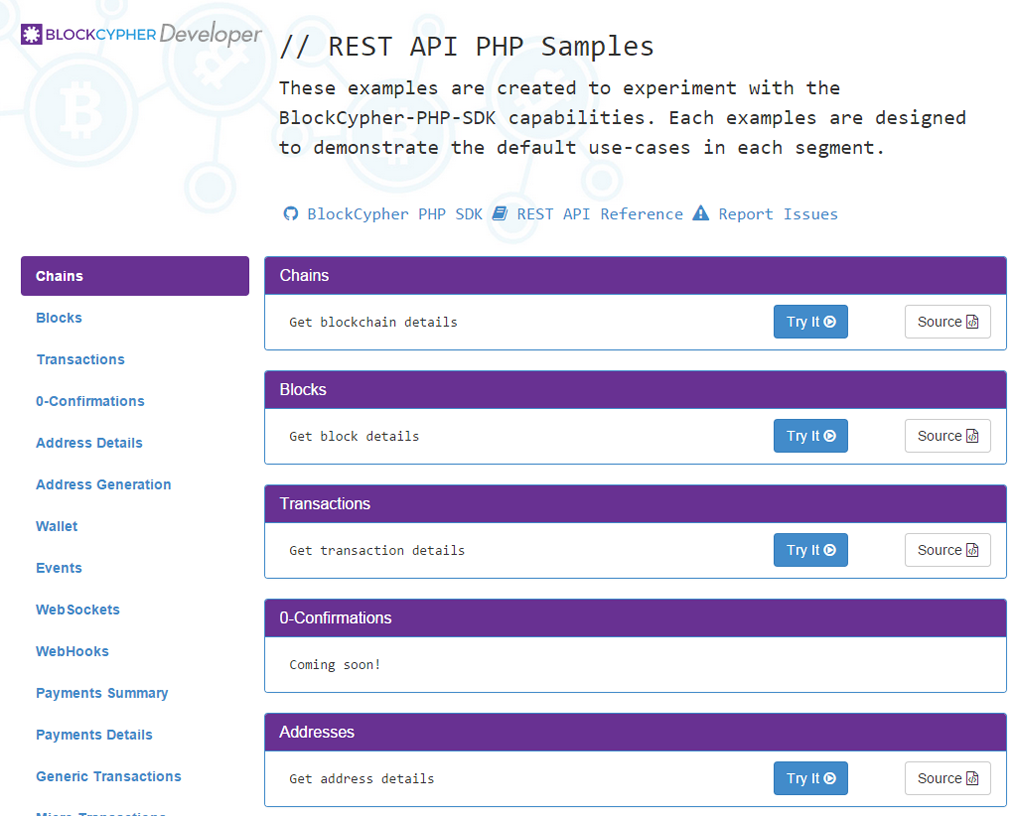 BLOCKCYPHER Developer
// REST API PHP Samples
These examples are created to experiment with the
BlockCypher-PHP-SDK capabilities. Each examples are designed
to demonstrate the default use-cases in each segment.
BlockCypher PHP SDK REST API Reference Report Issues
Chains
Blocks
Transactions
0-Confirmations
Address Details
Address Generation
Wallet
Events
WebSockets
WebHooks
Payments Summary
Payments Details
Generic Transactions
Micro Transactions
Chains
Get blockchain details Try It Source
Blocks
Get block details Try It Source
Transactions
Get transaction details Try It Source
0-Confirmations
Coming soon!
Addresses
Get address details Try It Source